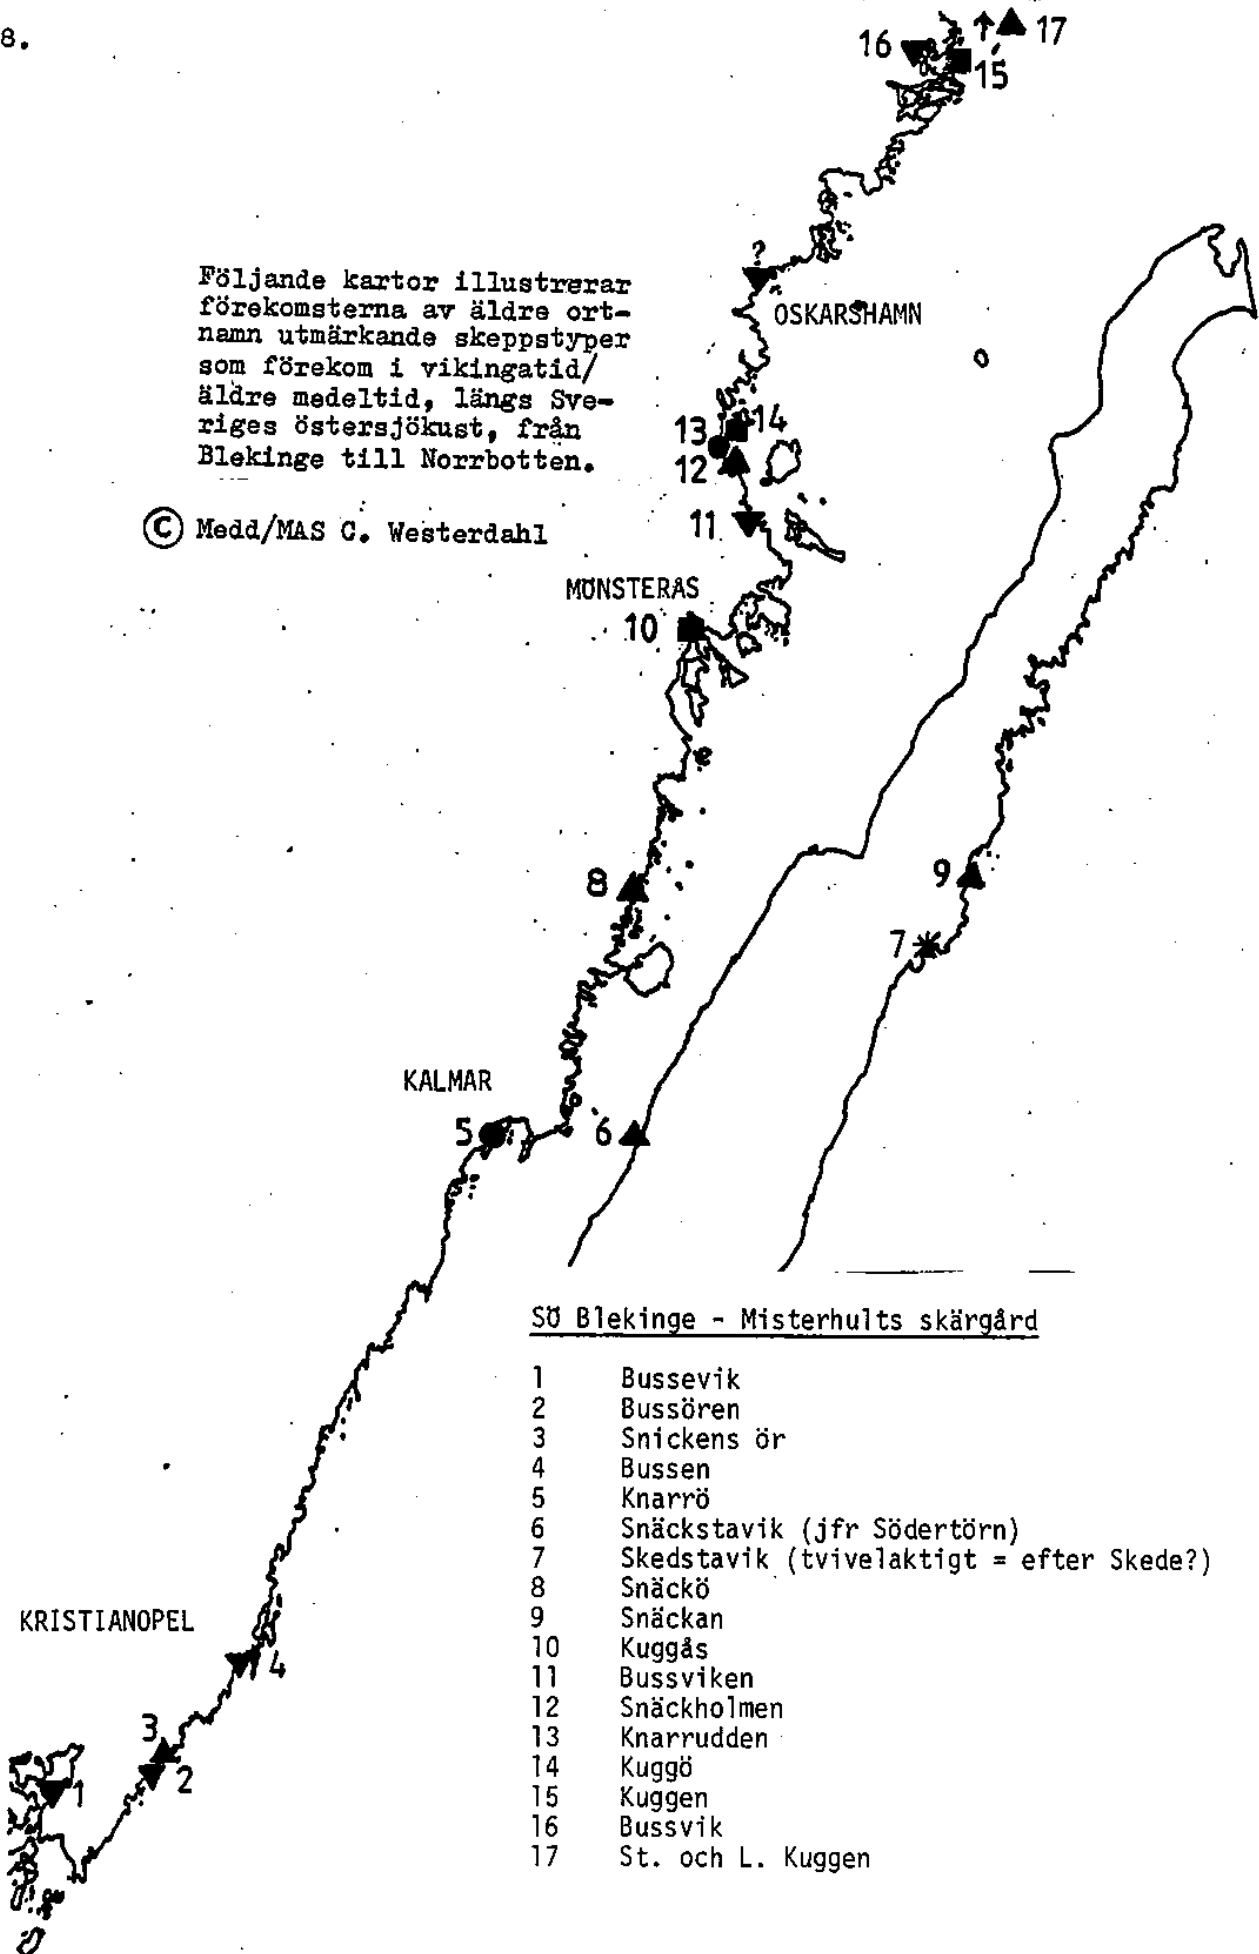 8.
16
17
15
?
OSKARSHAMN
Följande kartor illustrerar
förekomsterna av äldre ort-
namn utmärkande skeppstyper
som förekom i vikingatid/
äldre medeltid, längs Sve-
riges östersjökust, från
Blekinge till Norrbotten.
© Medd/MAS C. Westerdahl
14
13
12
11
MÖNSTERAS
10
8
9
7
KALMAR
5
6
SÖ Blekinge - Misterhults skärgård
1 Bussevik
2 Bussören
3 Snickens ör
4 Bussen
5 Knarrö
6 Snäckstavik (jfr Södertörn)
7 Skedstavik (tvivelaktigt = efter Skede?)
8 Snäckö
9 Snäckan
10 Kuggås
11 Bussviken
12 Snäckholmen
13 Knarrudden
14 Kuggö
15 Kuggen
16 Bussvik
17 St. och L. Kuggen
KRISTIANOPEL
4
3
2
1